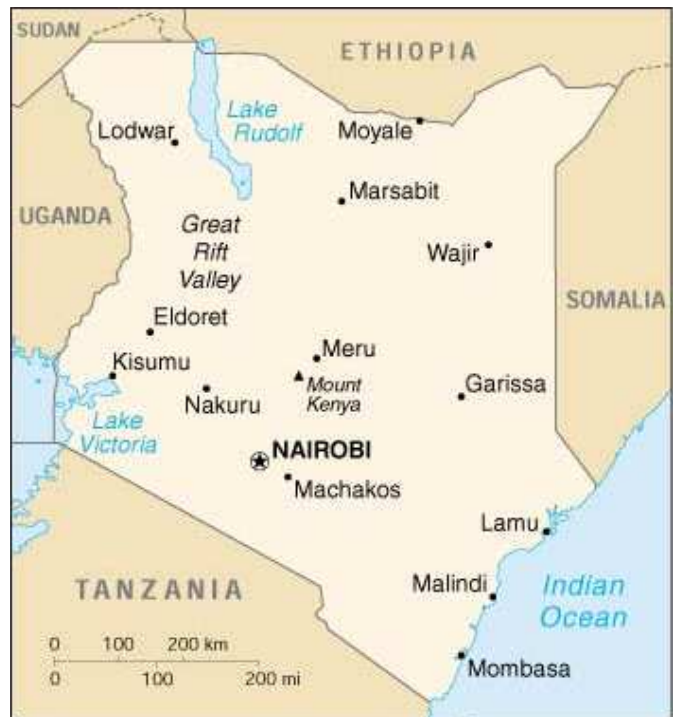 SUDAN
ETHIOPIA
Lake
Rudolf
Lodwar
Moyale
Marsabit
UGANDA
Great
Rift
Valley
Wajir
SOMALIA
Eldoret
Kisumu
Meru
Mount
Kenya
Garissa
Nakuru
Lake
Victoria
NAIROBI
Machakos
Lamu
TANZANIA
Malindi
Indian
Ocean
0 100 200 km
0 100 200 mi
Mombasa